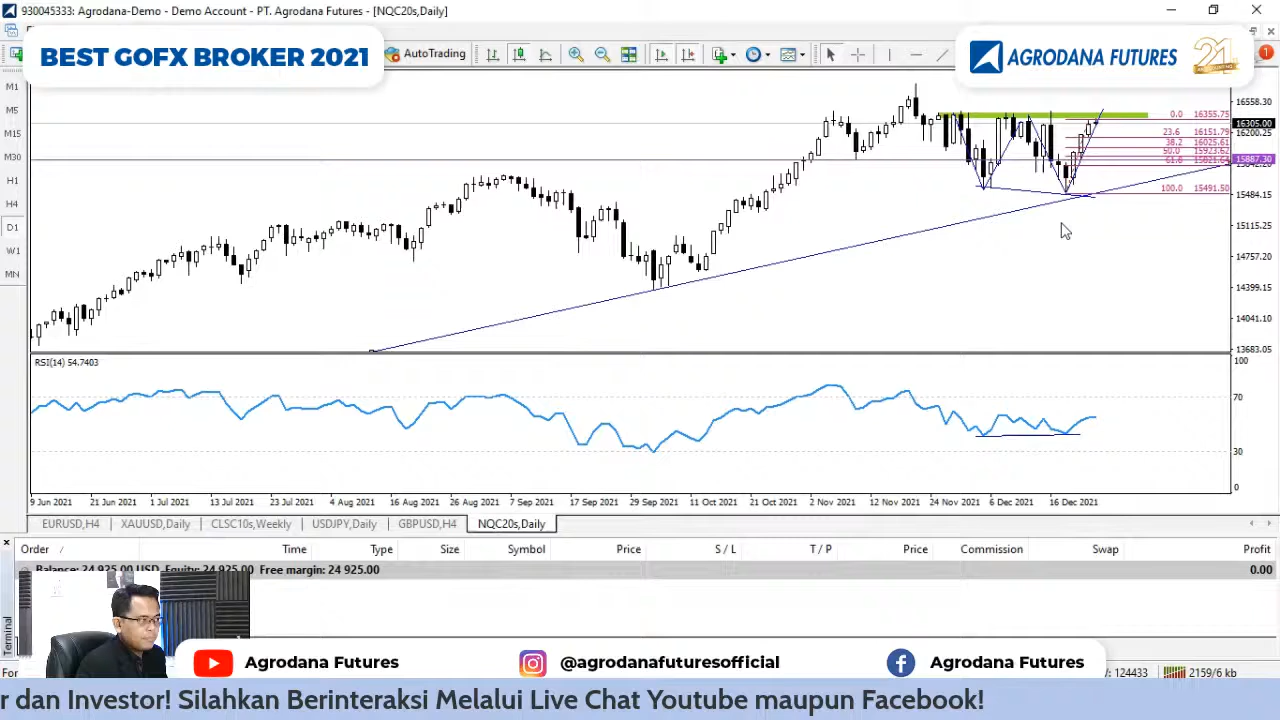 930045333: Agrodana-Demo - Demo Account - PT. Agrodana Futures - [NQC20s,Daily]
BEST GOFX BROKER 2021
AutoTrading
AGRODANA FUTURES
21
1
M1
M5
M15
M30
H1
H4
D1
W1
MN
0.0 16355.75
23.6 16151.79
38.2 16025.61
50.0 15923.62
61.8 15821.64
100.0 15491.50
16558.30
16305.00
16200.25
15887.30
15484.15
15115.25
14757.20
14399.15
14041.10
13683.05
RSI(14) 54.7403
100
70
30
0
9 Jun 2021 21 Jun 2021 1 Jul 2021 13 Jul 2021 23 Jul 2021 4 Aug 2021 16 Aug 2021 26 Aug 2021 7 Sep 2021 17 Sep 2021 29 Sep 2021 11 Oct 2021 21 Oct 2021 2 Nov 2021 12 Nov 2021 24 Nov 2021 6 Dec 2021 16 Dec 2021
EURUSD,H4 XAUUSD,Daily CLSC10s,Weekly USDJPY,Daily GBPUSD,H4 NQC20s,Daily
Order / Time Type Size Symbol Price S / L T / P Price Commission Swap Profit
Balance: 24 925.00 USD Equity: 24 925.00 Free margin: 24 925.00 0.00
Terminal
Agrodana Futures @agrodanafuturesofficial Agrodana Futures
For 124433 2159/6 kb
r dan Investor! Silahkan Berinteraksi Melalui Live Chat Youtube maupun Facebook!